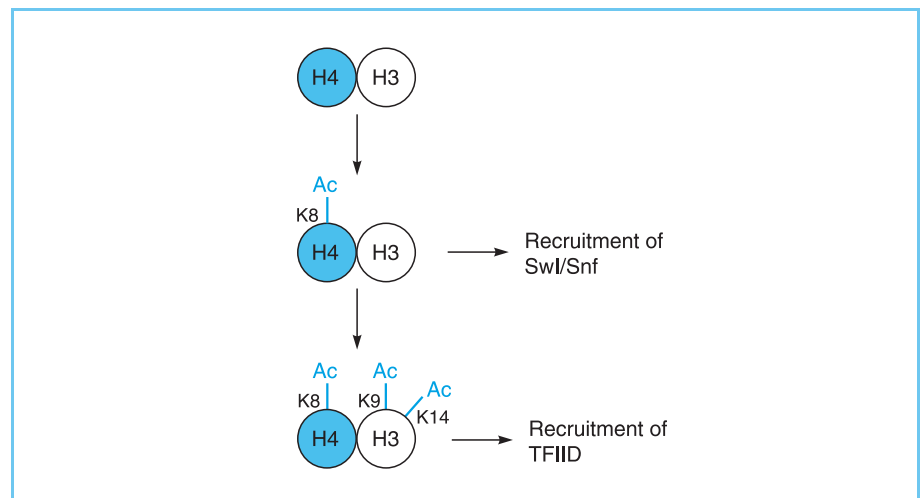 H4 H3
Ac
K8
H4 H3
Recruitment of
SwI/Snf
Ac Ac Ac
K8 K9 K14
H4 H3
Recruitment of
TFIID